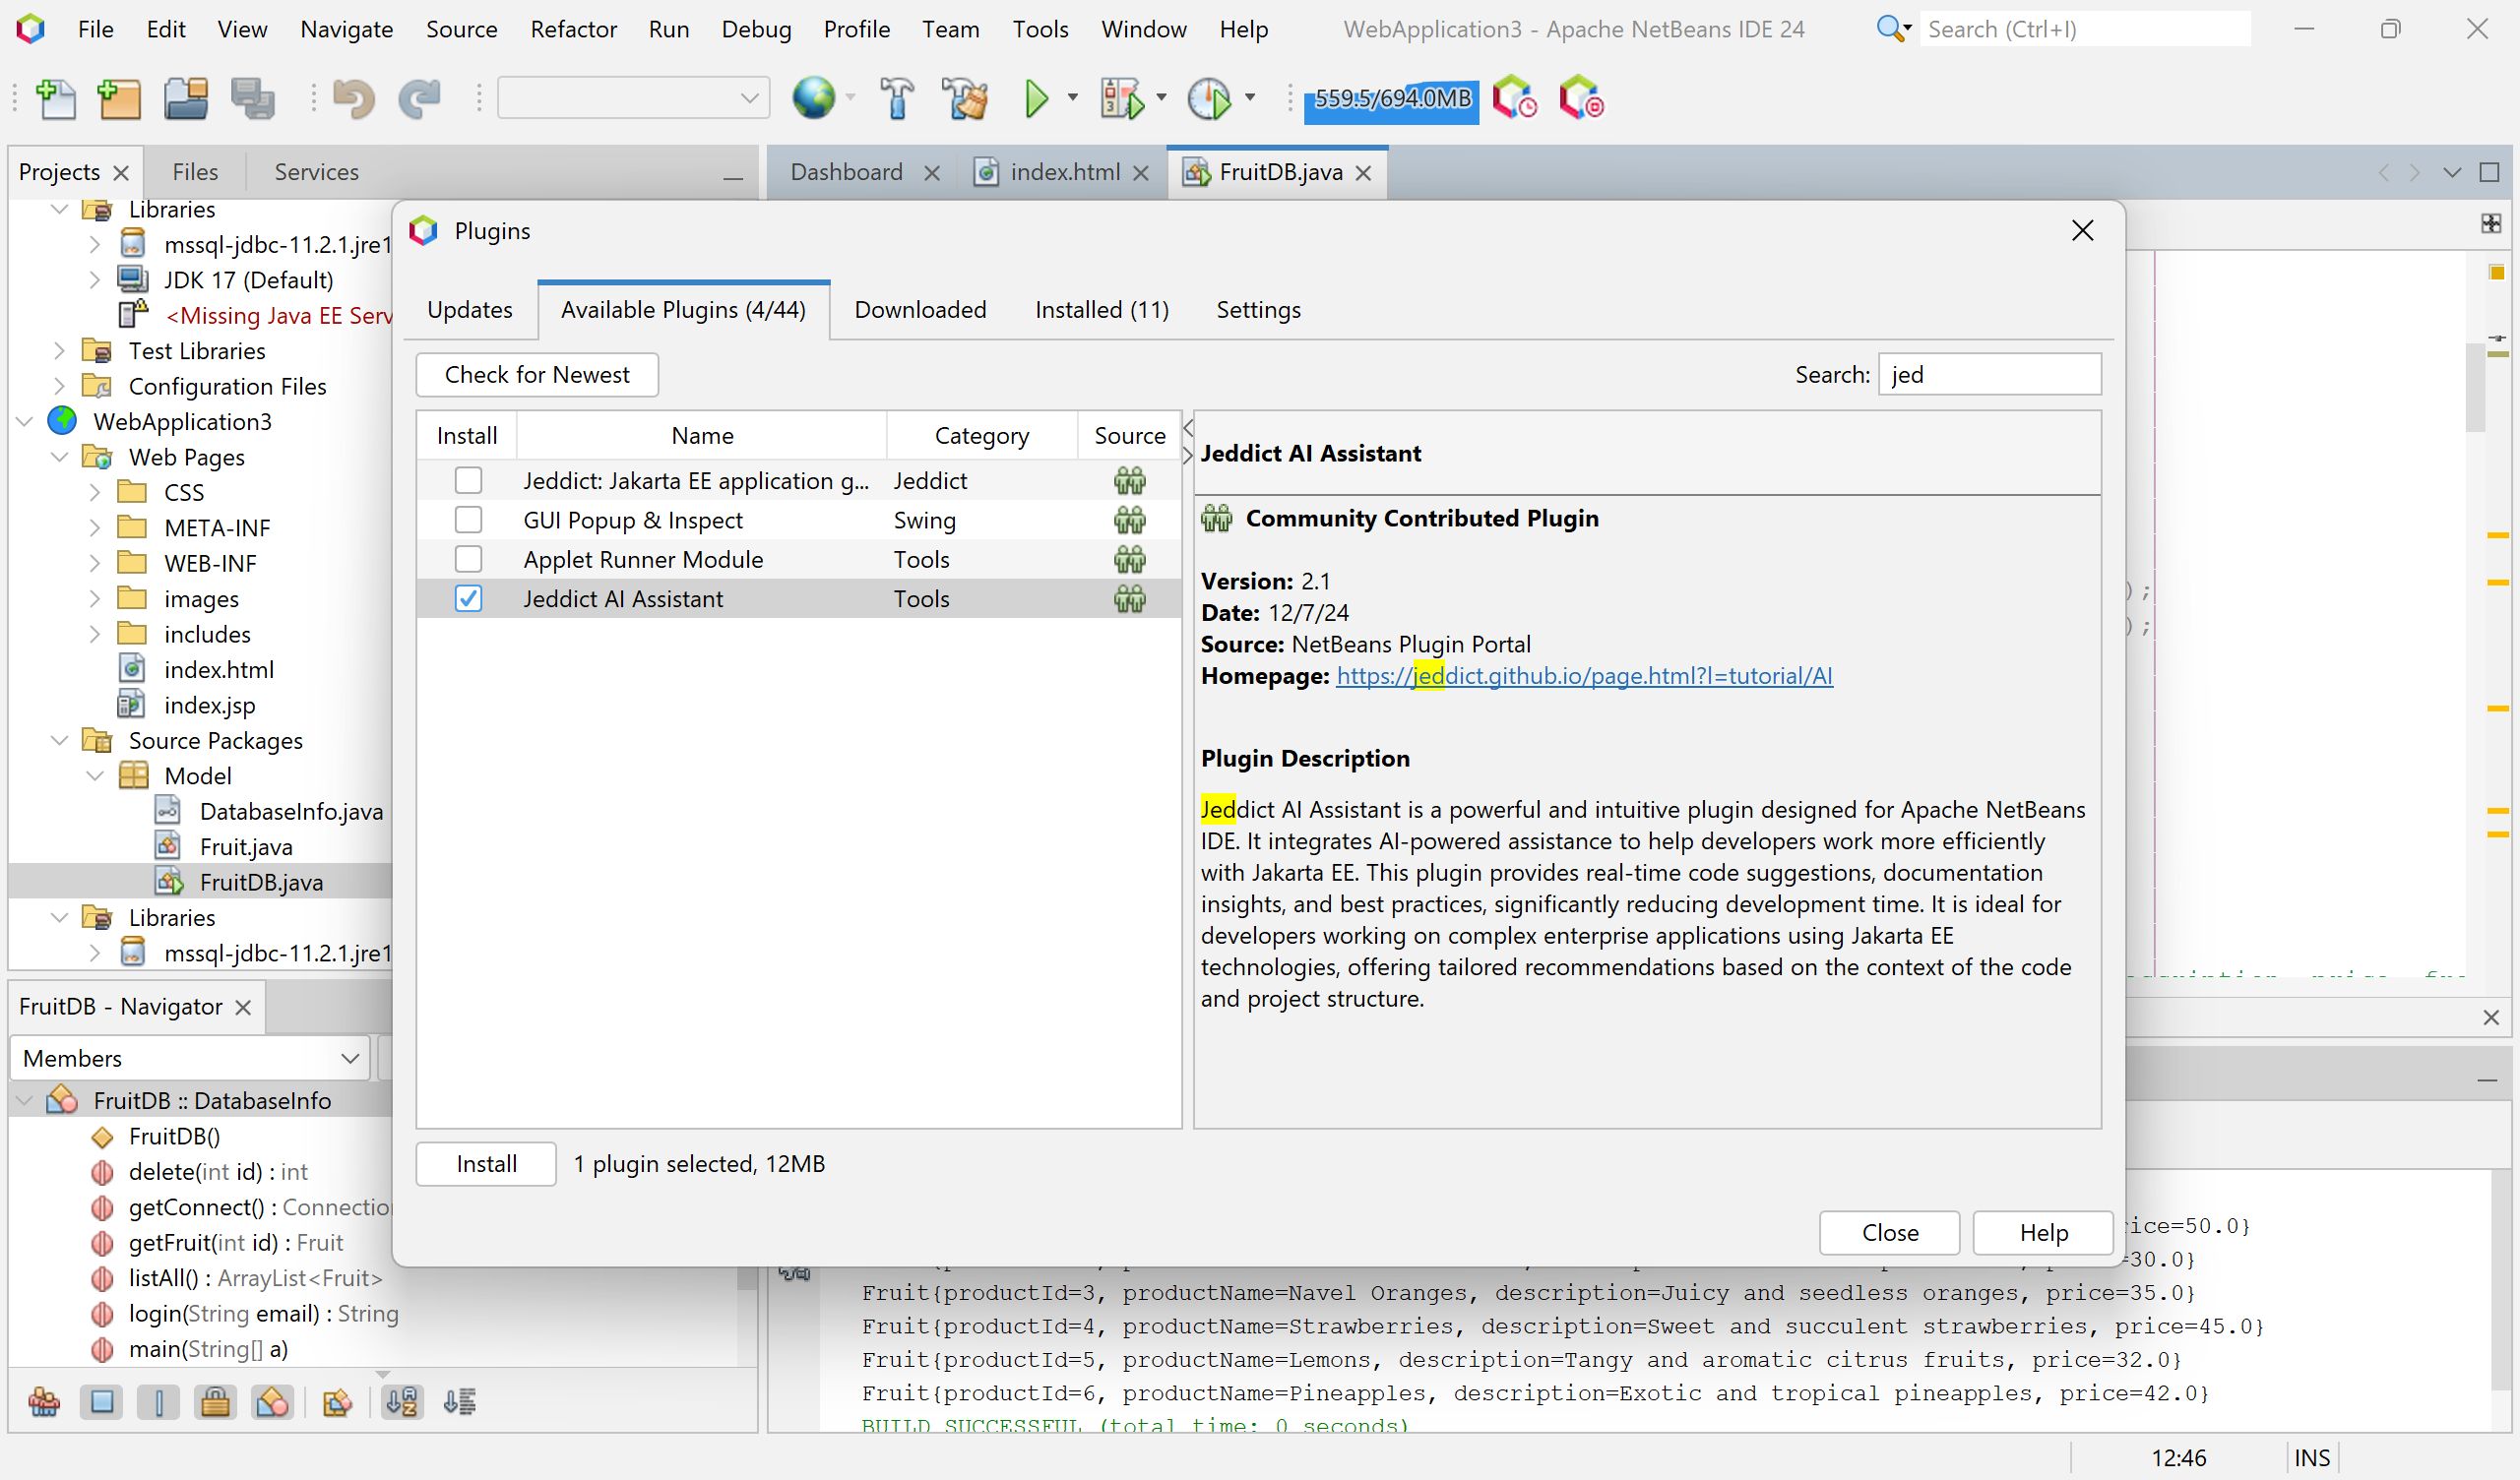 File Edit View Navigate Source Refactor Run Debug Profile Team Tools Window Help WebApplication3 - Apache NetBeans IDE 24 Search (Ctrl+I)
559.5/694.0MB
Projects Files Services
Dashboard index.html FruitDB.java
Libraries
mssql-jdbc-11.2.1.jre1
JDK 17 (Default)
<Missing Java EE Serv
Test Libraries
Configuration Files
WebApplication3
Web Pages
CSS
META-INF
WEB-INF
images
includes
index.html
index.jsp
Source Packages
Model
DatabaseInfo.java
Fruit.java
FruitDB.java
Libraries
mssql-jdbc-11.2.1.jre1
FruitDB - Navigator
Members
FruitDB :: DatabaseInfo
FruitDB()
delete(int id) : int
getConnect() : Connection
getFruit(int id) : Fruit
listAll() : ArrayList<Fruit>
login(String email) : String
main(String[] a)
Plugins
Updates Available Plugins (4/44) Downloaded Installed (11) Settings
Check for Newest
Search: jed
Install Name Category Source
Jeddict: Jakarta EE application g... Jeddict
GUI Popup & Inspect Swing
Applet Runner Module Tools
Jeddict AI Assistant Tools
Jeddict AI Assistant
Community Contributed Plugin
Version: 2.1
Date: 12/7/24
Source: NetBeans Plugin Portal
Homepage: https://jeddict.github.io/page.html?l=tutorial/AI
Plugin Description
Jeddict AI Assistant is a powerful and intuitive plugin designed for Apache NetBeans
IDE. It integrates AI-powered assistance to help developers work more efficiently
with Jakarta EE. This plugin provides real-time code suggestions, documentation
insights, and best practices, significantly reducing development time. It is ideal for
developers working on complex enterprise applications using Jakarta EE
technologies, offering tailored recommendations based on the context of the code
and project structure.
Install 1 plugin selected, 12MB
Close Help
);
);
ice=50.0}
=30.0}
Fruit{productId=3, productName=Navel Oranges, description=Juicy and seedless oranges, price=35.0}
Fruit{productId=4, productName=Strawberries, description=Sweet and succulent strawberries, price=45.0}
Fruit{productId=5, productName=Lemons, description=Tangy and aromatic citrus fruits, price=32.0}
Fruit{productId=6, productName=Pineapples, description=Exotic and tropical pineapples, price=42.0}
BUILD SUCCESSFUL (total time: 0 seconds)
12:46 INS